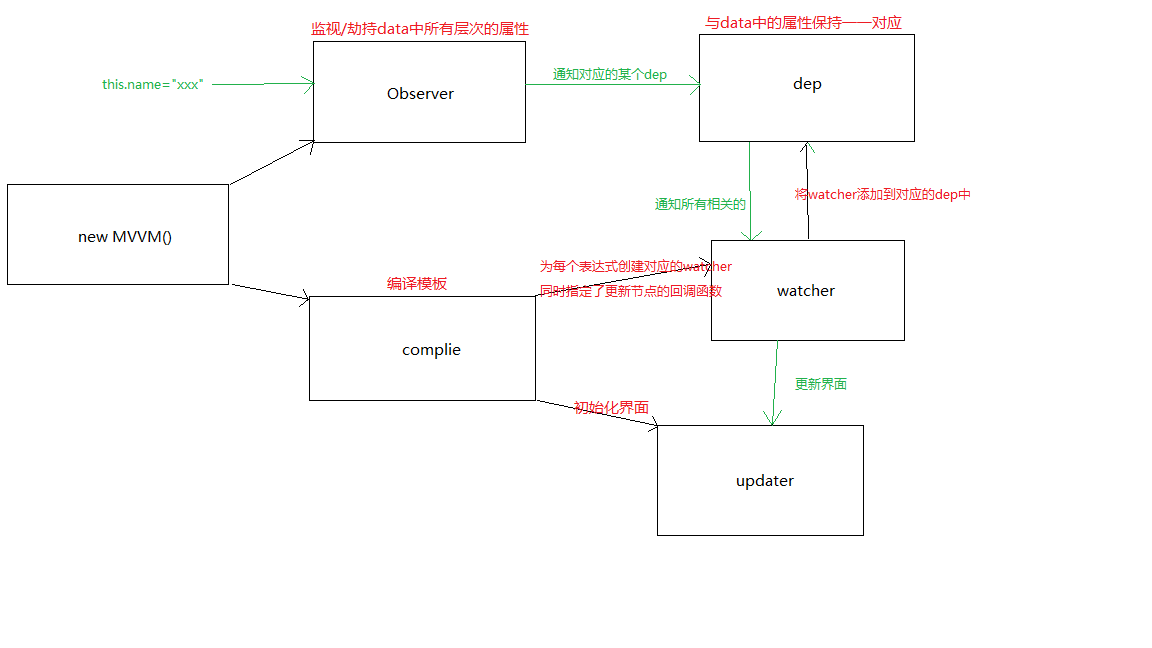 监视/劫持data中所有层次的属性
与data中的属性保持一一对应
this.name="xxx"
Observer
通知对应的某个dep
dep
通知所有相关的
将watcher添加到对应的dep中
new MVVM()
编译模板
为每个表达式创建对应的watcher
同时指定了更新节点的回调函数
watcher
complie
更新界面
初始化界面
updater